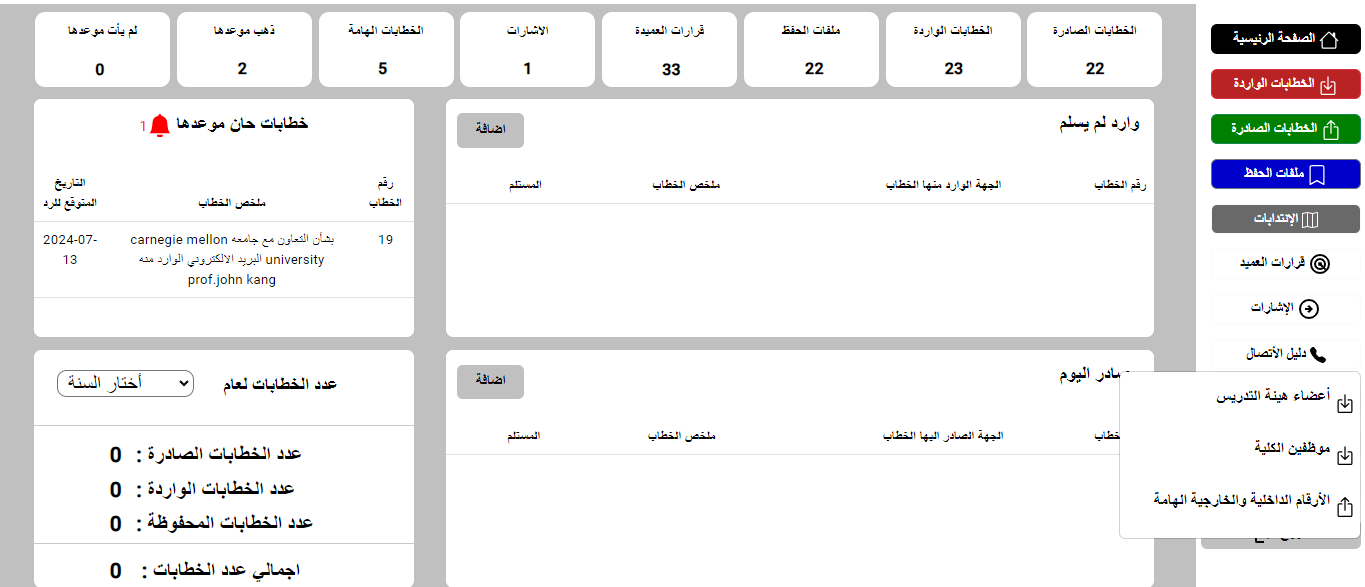 الصفحة الرئيسية
الخطابات الواردة
الخطابات الصادرة
ملفات الحفظ
الإنتدابات
قرارات العميد
الإشارات
دليل الأتصال
أعضاء هيئة التدريس
موظفين الكلية
الأرقام الداخلية والخارجية الهامة
الخطابات الصادرة
22
الخطابات الواردة
23
ملفات الحفظ
22
قرارات العميدة
33
الاشارات
1
الخطابات الهامة
5
ذهب موعدها
2
لم يأت موعدها
0
وارد لم يسلم
اضافة
رقم الخطاب الجهة الوارد منها الخطاب ملخص الخطاب المستلم
خطابات حان موعدها 1
رقم الخطاب ملخص الخطاب التاريخ المتوقع للرد
19
بشأن التعاون مع جامعه carnegie mellon
university البريد الالكتروني الوارد منه
prof.john kang
2024-07-
13
صادر اليوم
اضافة
خطاب الجهة الصادر اليها الخطاب ملخص الخطاب المستلم
عدد الخطابات لعام أختار السنة
عدد الخطابات الصادرة : 0
عدد الخطابات الواردة : 0
عدد الخطابات المحفوظة : 0
اجمالي عدد الخطابات : 0